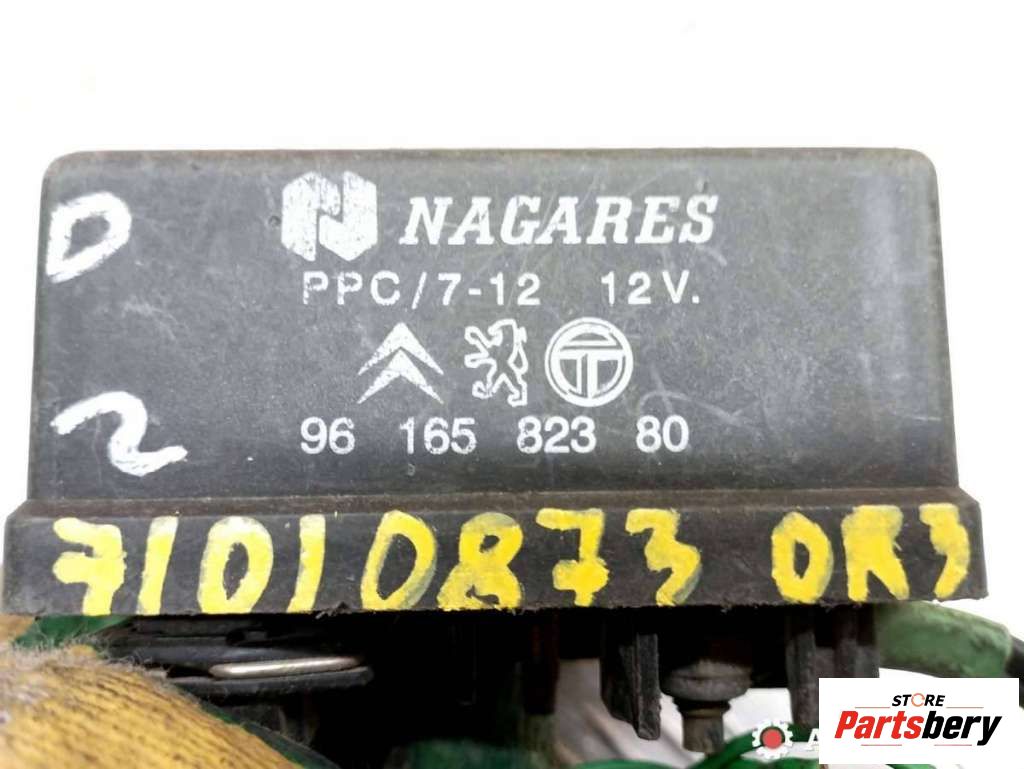 NAGARES
PPC/7-12 12V.
96 165 823 80
D
2
71010873 OR3
STORE
Partsbery